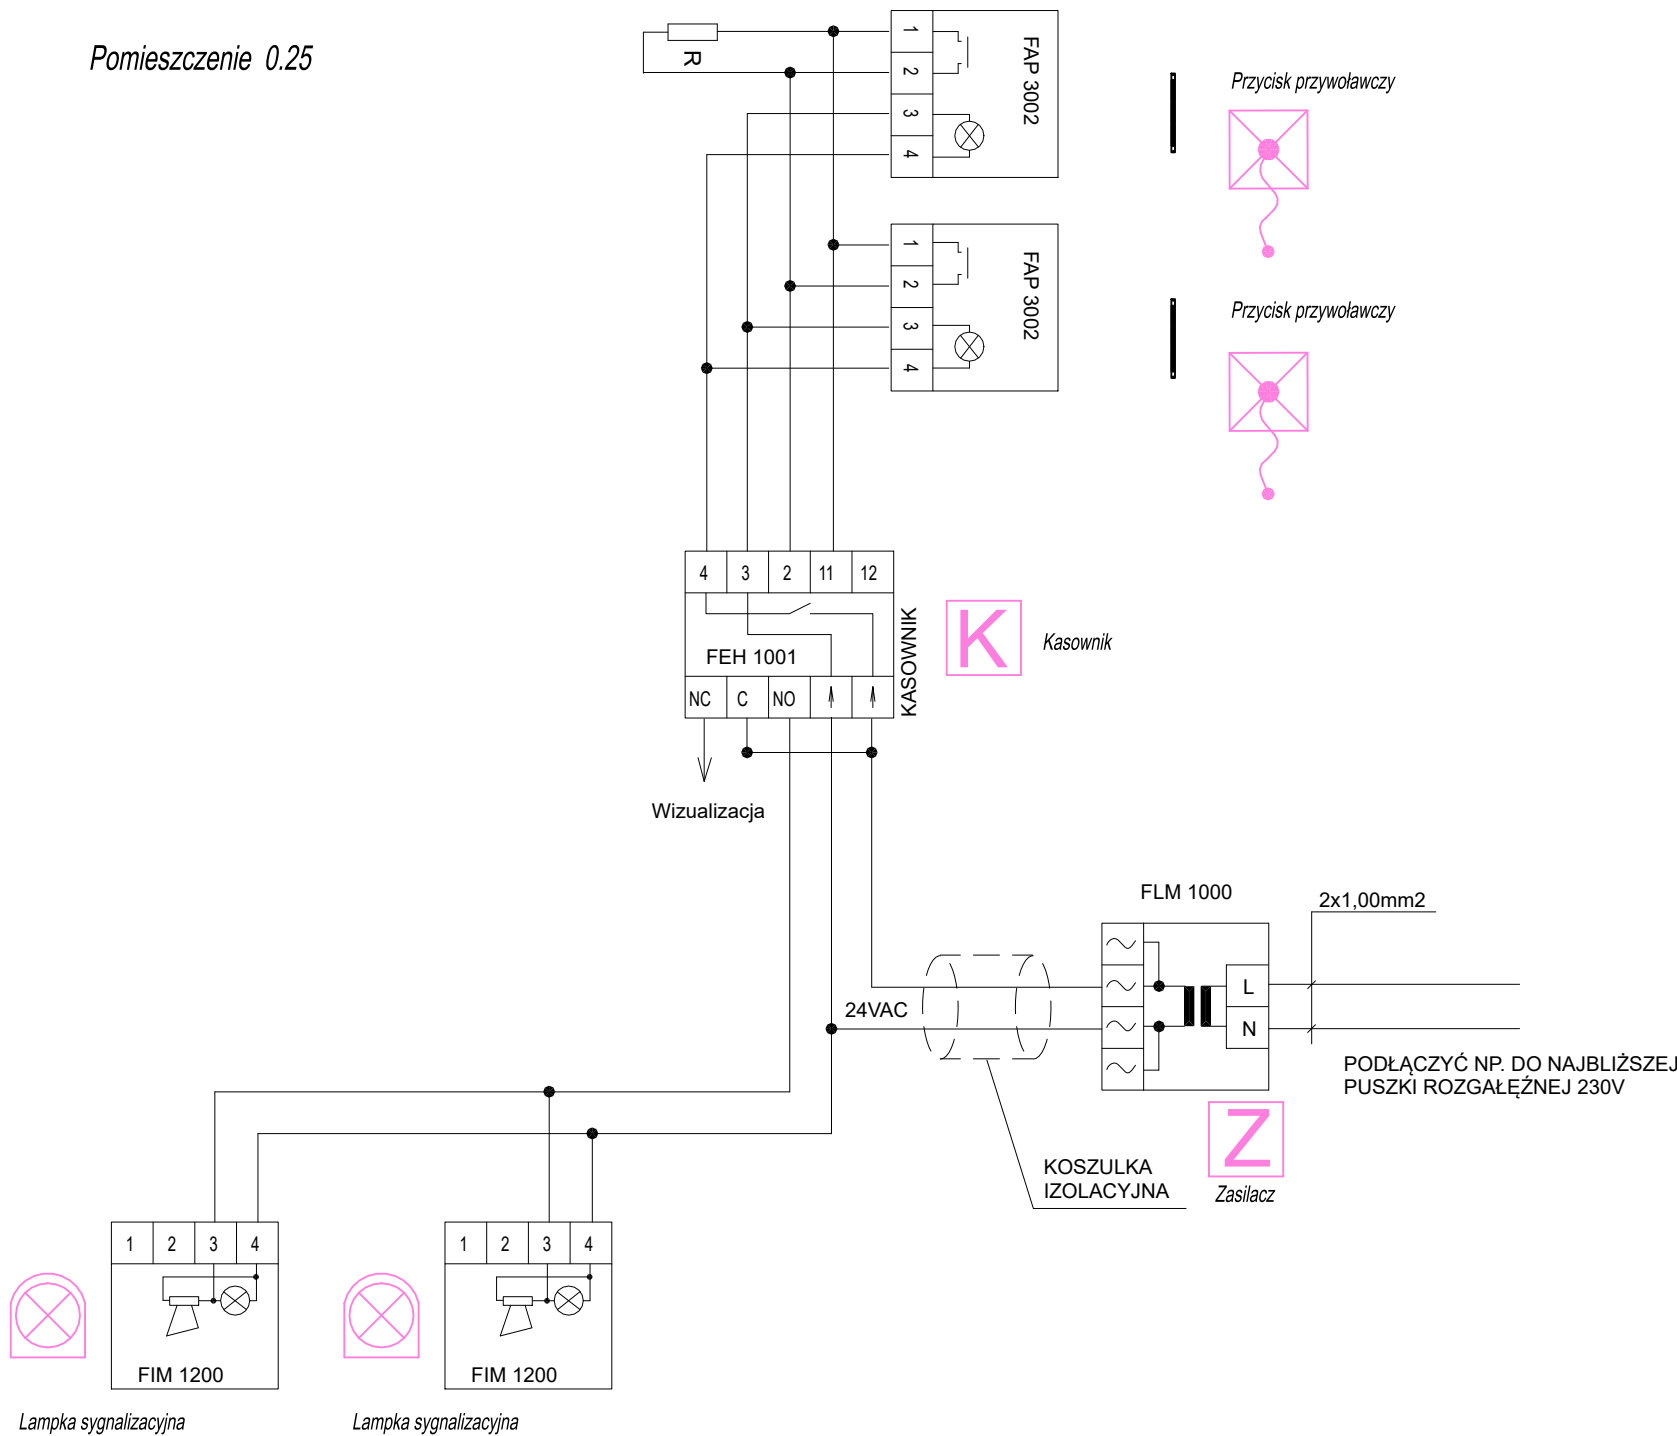 Pomieszczenie 0.25
R
1
2
3
4
FAP 3002
Przycisk przywoławczy
1
2
3
4
FAP 3002
Przycisk przywoławczy
4 3 2 11 12
FEH 1001
KASOWNIK
NC C NO
K
Kasownik
Wizualizacja
FLM 1000
2x1,00mm2
L
N
24VAC
PODŁĄCZYĆ NP. DO NAJBLIŻSZEJ
PUSZKI ROZGAŁĘŹNEJ 230V
Z
Zasilacz
KOSZULKA
IZOLACYJNA
1 2 3 4
FIM 1200
Lampka sygnalizacyjna
1 2 3 4
FIM 1200
Lampka sygnalizacyjna